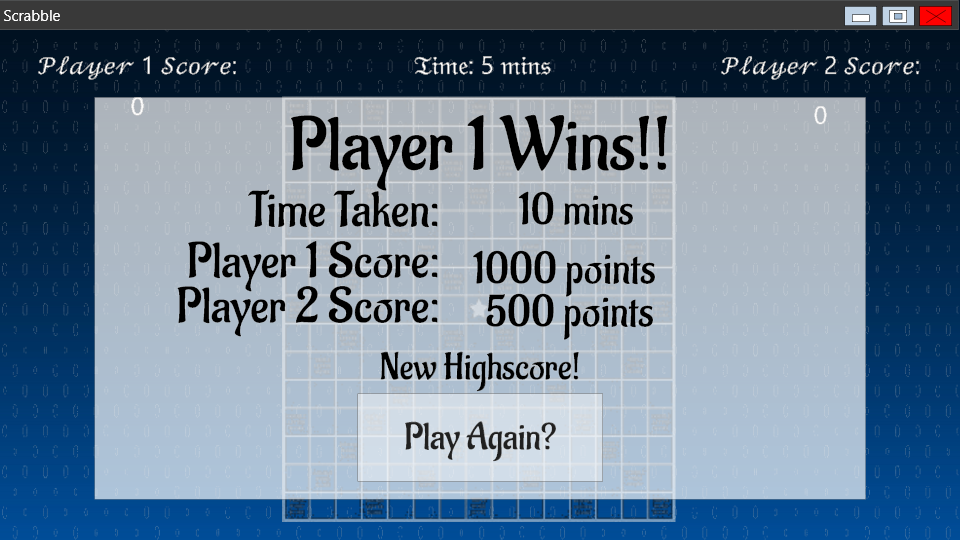 Scrabble
Player 1 Score: Time: 5 mins Player 2 Score:
0 0
Player 1 Wins!!
Time Taken: 10 mins
Player 1 Score: 1000 points
Player 2 Score: 500 points
New Highscore!
Play Again?